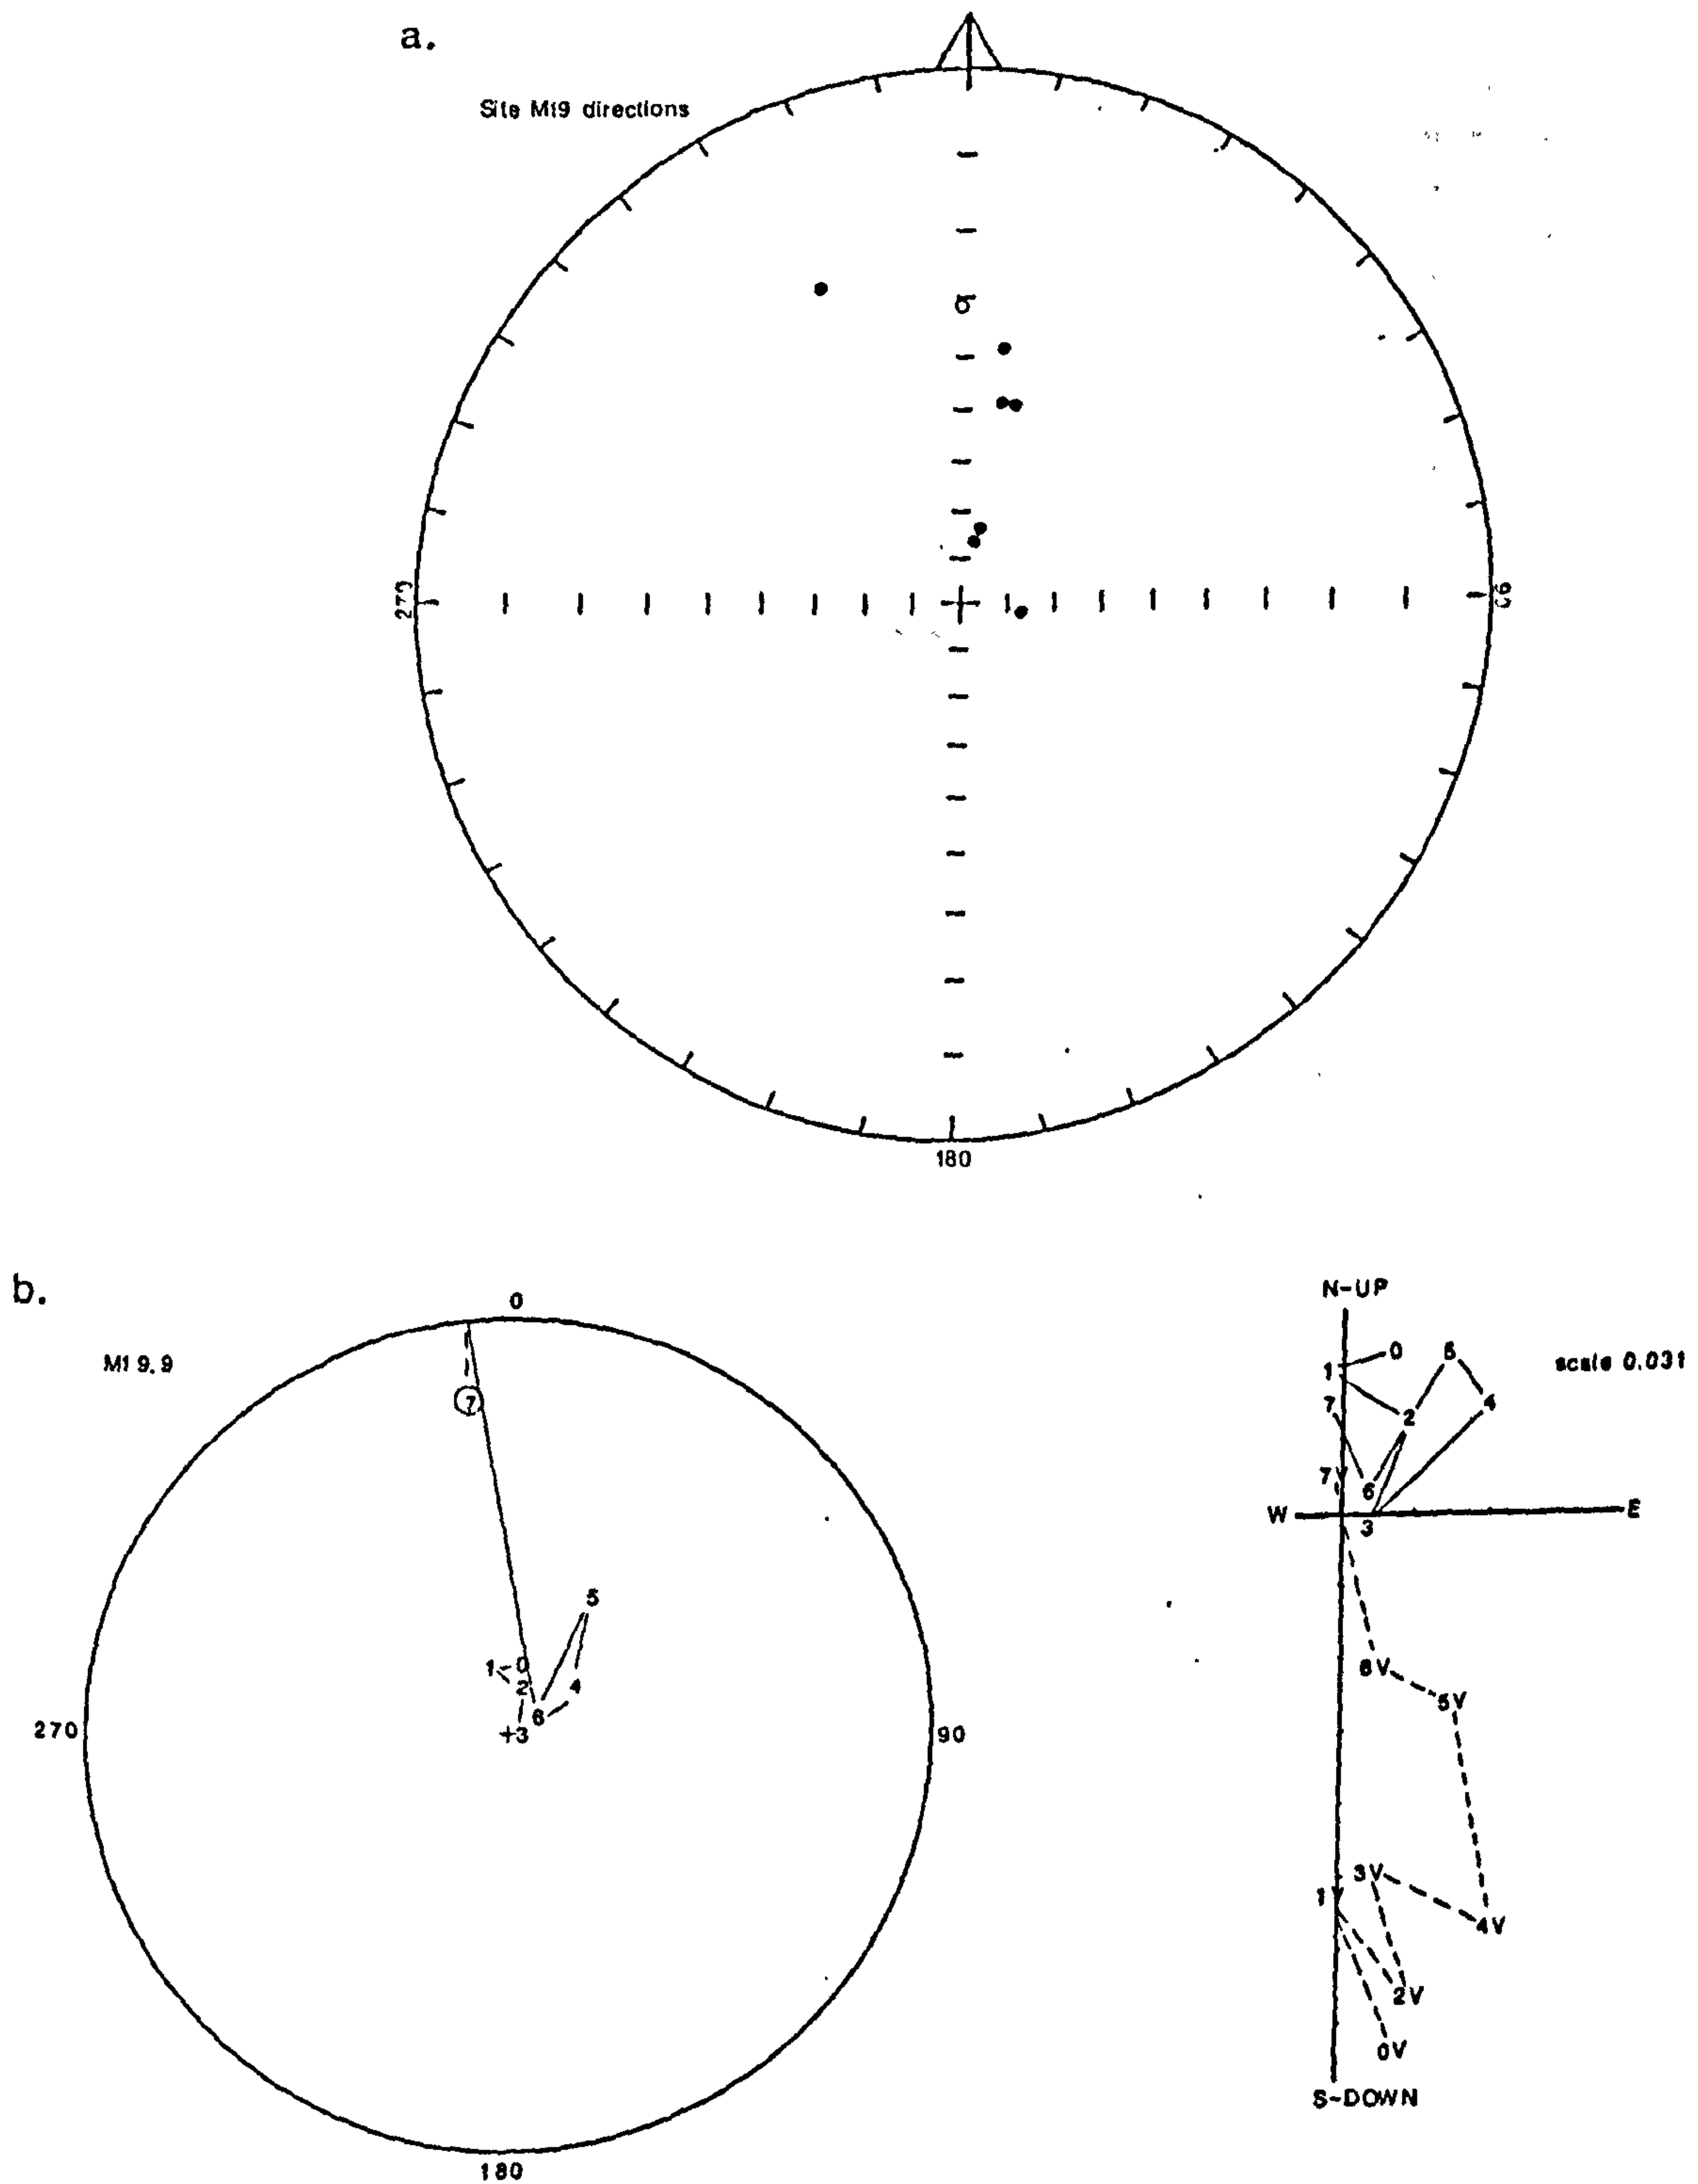 a.
Site M19 directions
270
90
180
b.
0
M19.9
7
5
1
0
2
4
6
+3
270
90
180
N-UP
scale 0.031
0
5
1
7
2
4
7V
6
W
E
3
6V
5V
3V
1V
4V
2V
0V
S-DOWN